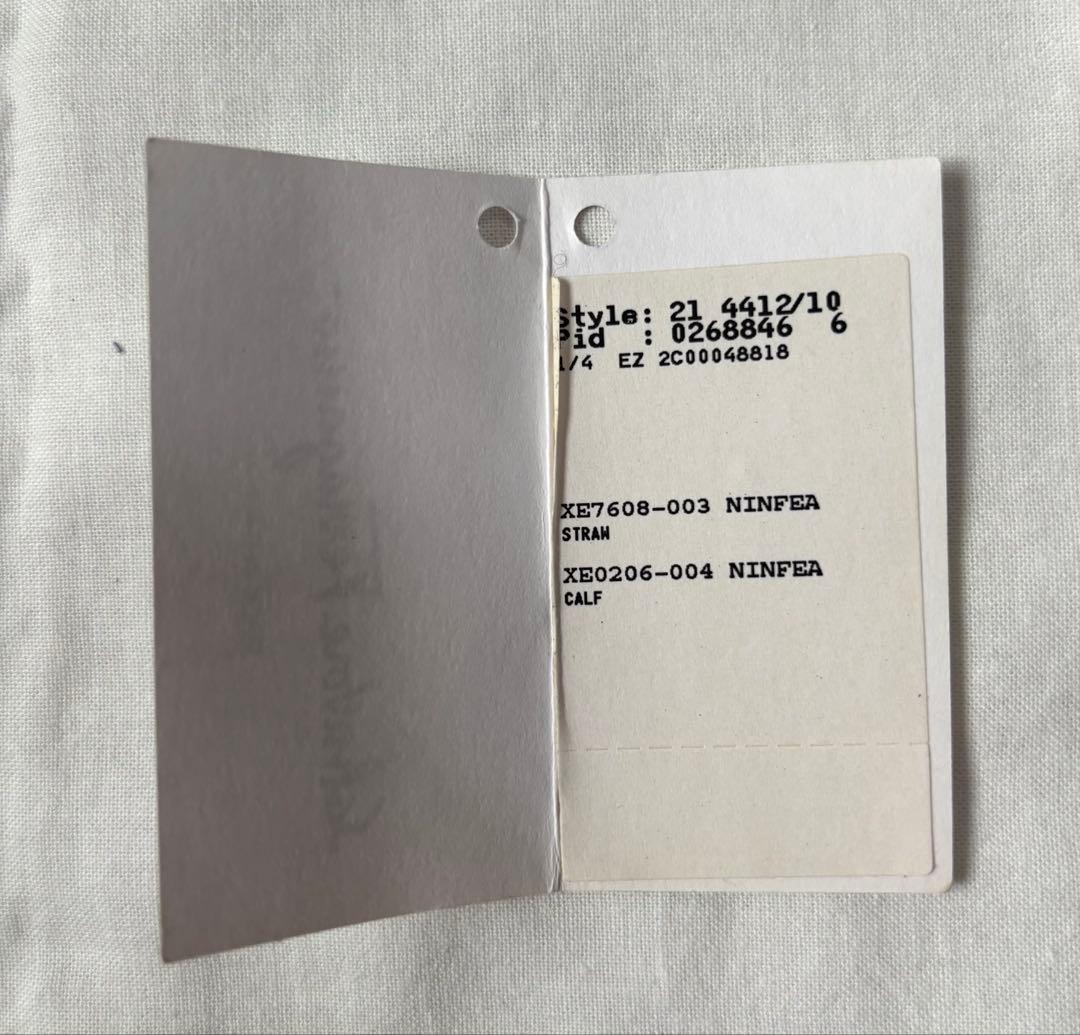 Style: 21 4412/10
Pid : 0268846 6
1/4 EZ 2C00048818
XE7608-003 NINFEA
STRAW
XE0206-004 NINFEA
CALF